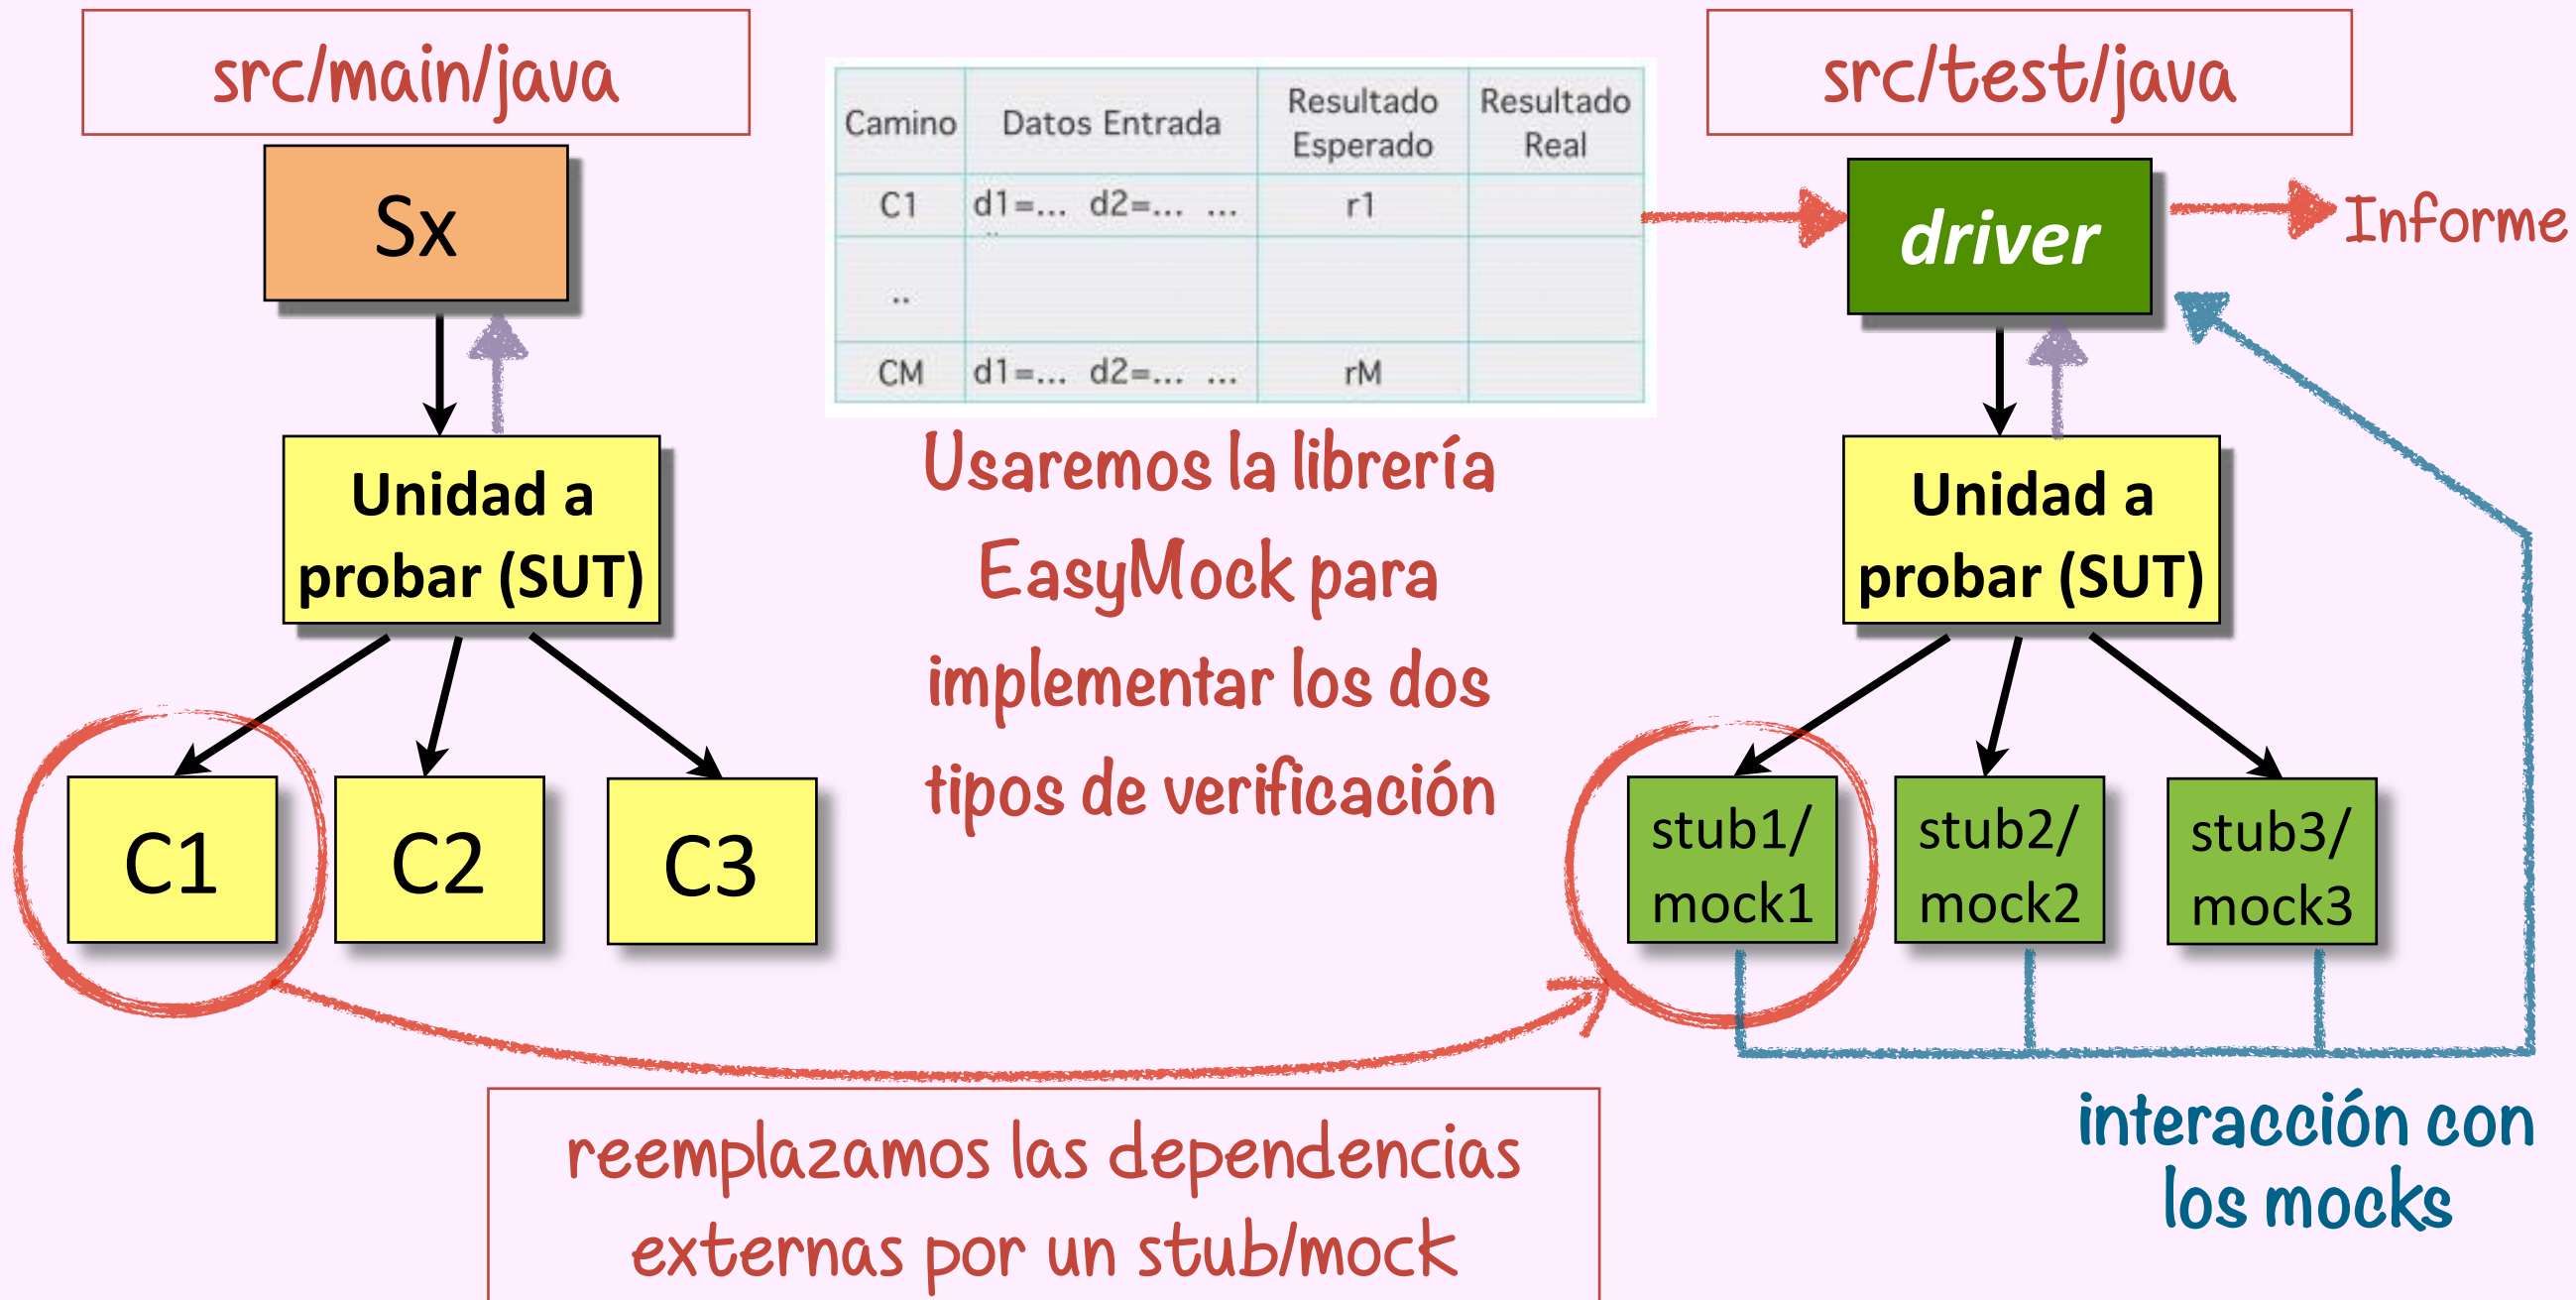 src/main/java
Sx
Unidad a
probar (SUT)
C1
C2
C3
Camino
Datos Entrada
Resultado
Esperado
Resultado
Real
C1
d1=... d2=... ...
r1
..
CM
d1=... d2=... ...
rM
Usaremos la librería
EasyMock para
implementar los dos
tipos de verificación
src/test/java
driver
Informe
Unidad a
probar (SUT)
stub1/
mock1
stub2/
mock2
stub3/
mock3
interacción con
los mocks
reemplazamos las dependencias
externas por un stub/mock